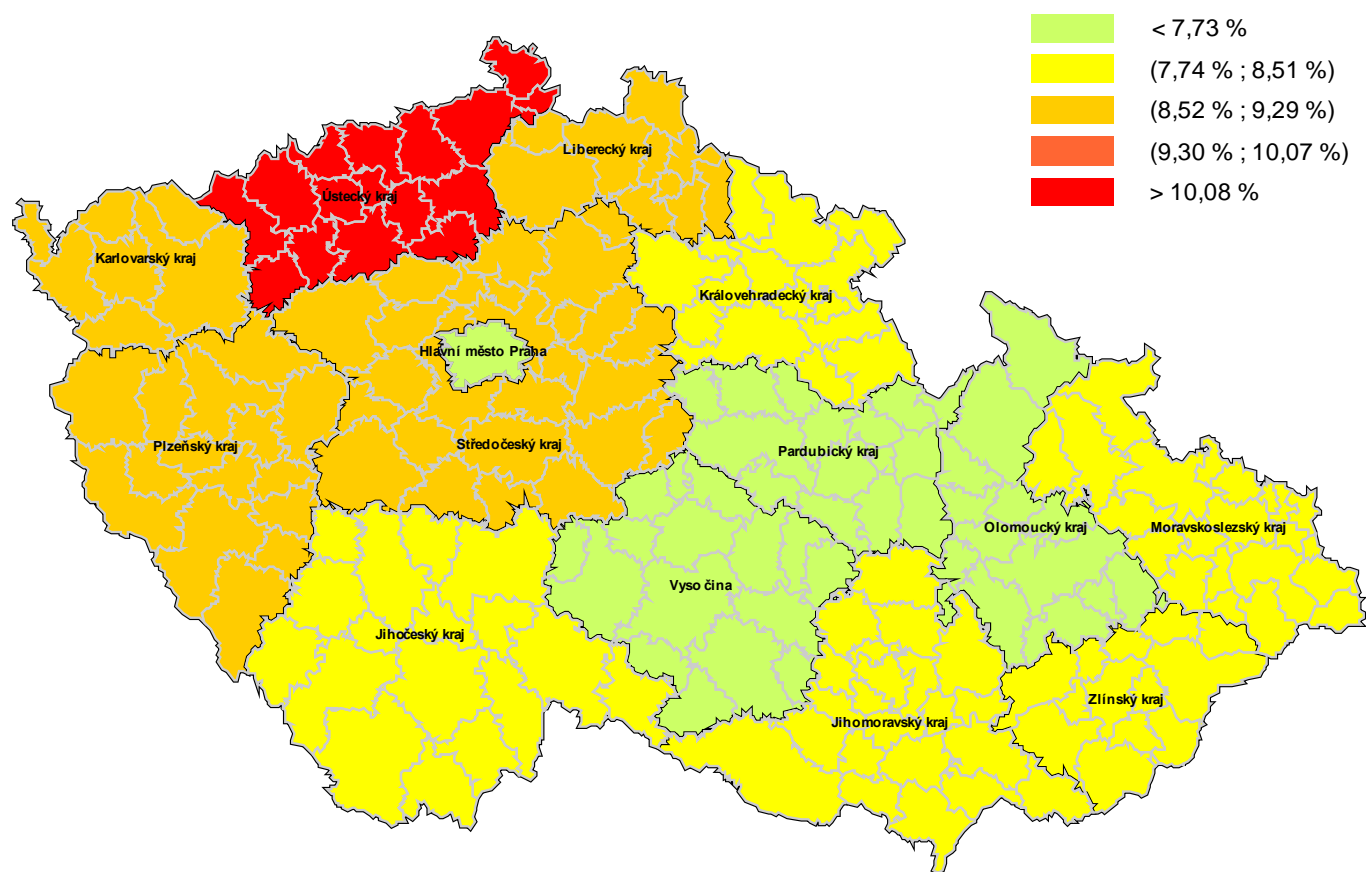 < 7,73 %
(7,74 % ; 8,51 %)
(8,52 % ; 9,29 %)
(9,30 % ; 10,07 %)
> 10,08 %
Liberecký kraj
Ústecký kraj
Karlovarský kraj
Královehradecký kraj
Hlavní město Praha
Plzeňský kraj
Středočeský kraj
Pardubický kraj
Olomoucký kraj
Moravskoslezský kraj
Vyso čina
Jihočeský kraj
Zlínský kraj
Jihomoravský kraj